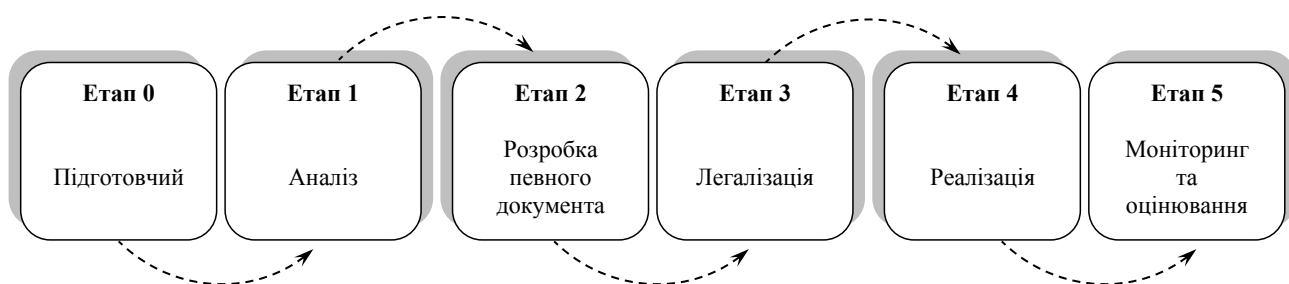 Етап 0
Підготовчий
Етап 1
Аналіз
Етап 2
Розробка
певного
документа
Етап 3
Легалізація
Етап 4
Реалізація
Етап 5
Моніторинг
та
оцінювання